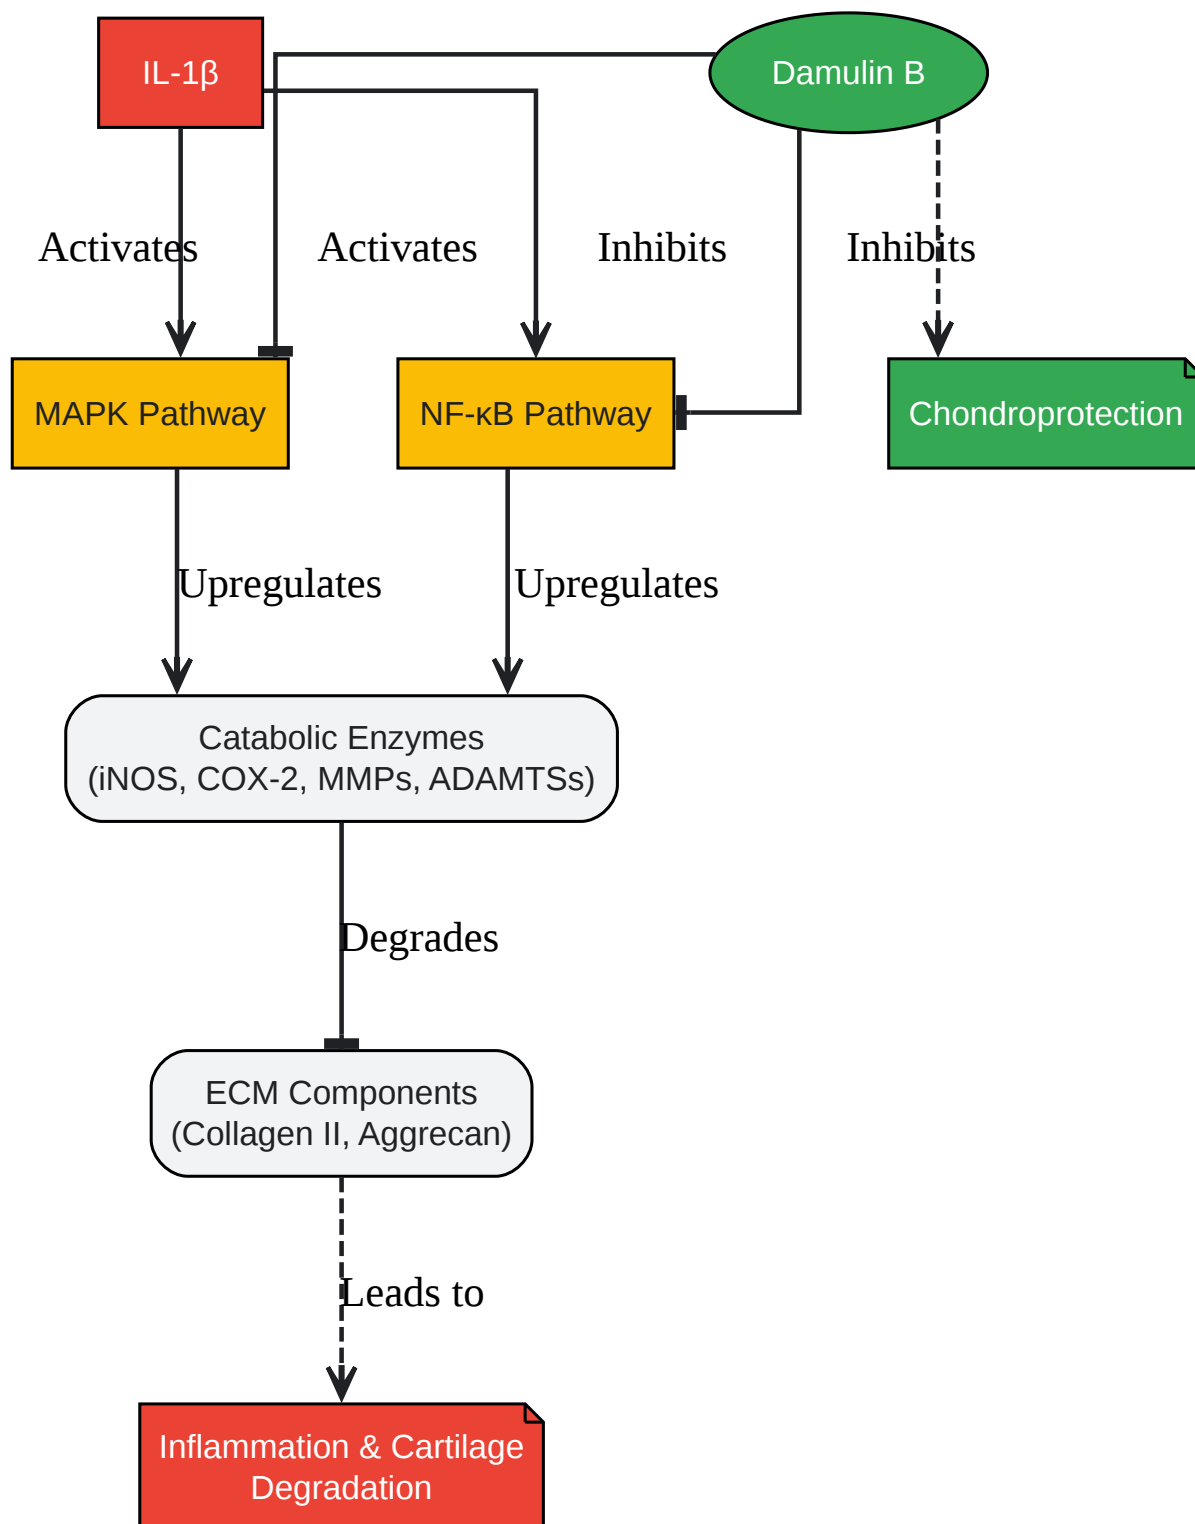 IL-1β
Damulin B
Activates
Activates
Inhibits
Inhibits
MAPK Pathway
NF-κB Pathway
Chondroprotection
Upregulates
Upregulates
Catabolic Enzymes
(iNOS, COX-2, MMPs, ADAMTSs)
Degrades
ECM Components
(Collagen II, Aggrecan)
Leads to
Inflammation & Cartilage
Degradation